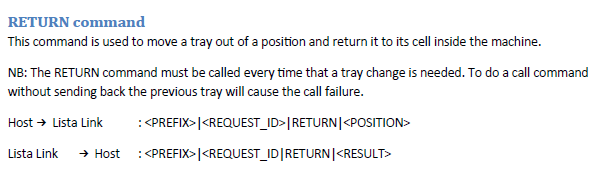 RETURN command
This command is used to move a tray out of a position and return it to its cell inside the machine.
NB: The RETURN command must be called every time that a tray change is needed. To do a call command
without sending back the previous tray will cause the call failure.
Host → Lista Link : <PREFIX>|<REQUEST_ID>|RETURN|<POSITION>
Lista Link → Host : <PREFIX>|<REQUEST_ID|RETURN|<RESULT>